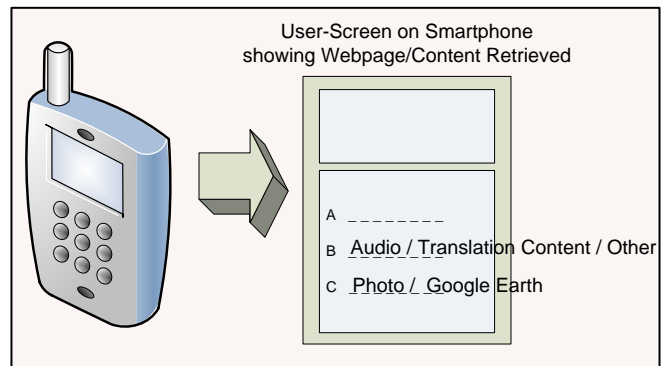 User-Screen on Smartphone
showing Webpage/Content Retrieved
A _ _ _ _ _ _ _ _
B Audio / Translation Content / Other
C Photo / Google Earth